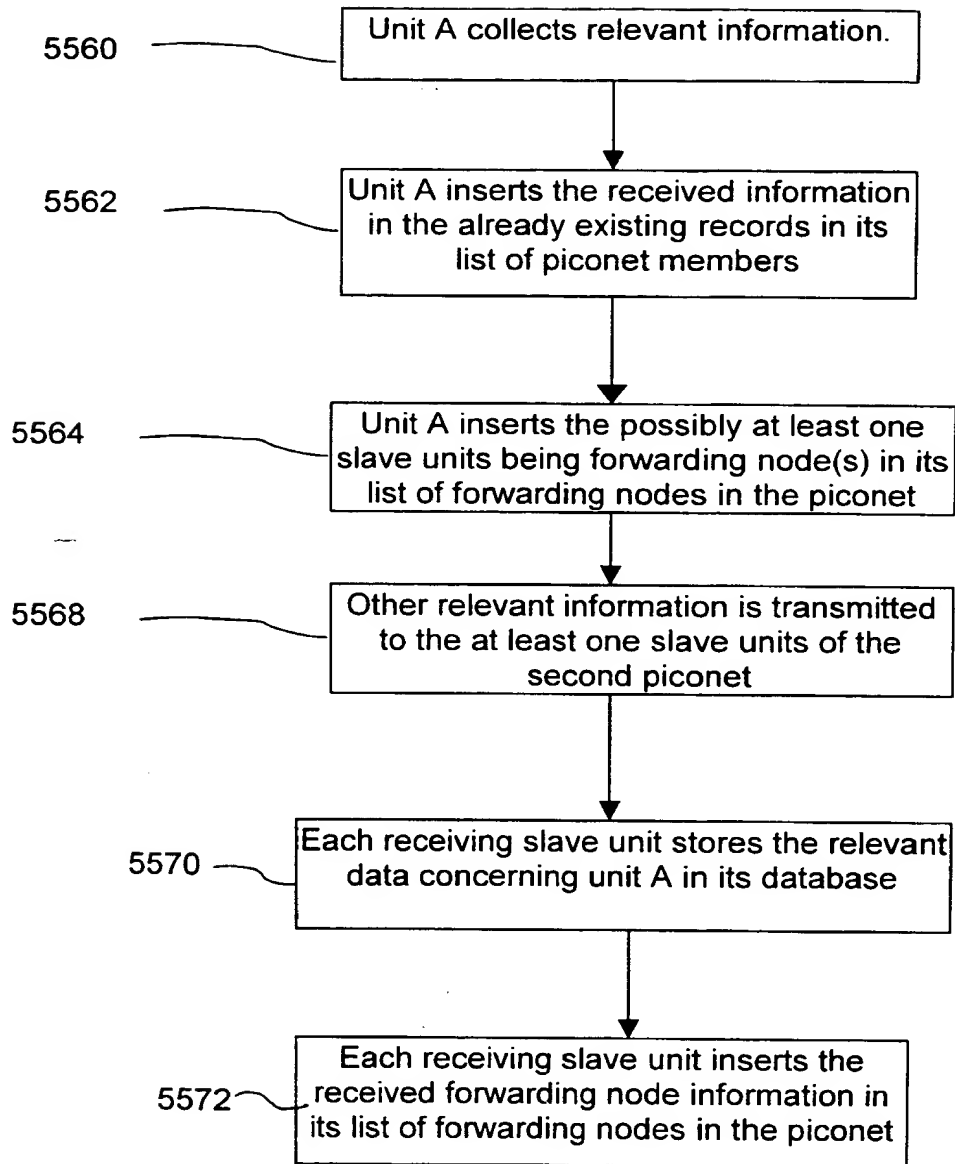 5560
Unit A collects relevant information.
5562
Unit A inserts the received information
in the already existing records in its
list of piconet members
5564
Unit A inserts the possibly at least one
slave units being forwarding node(s) in its
list of forwarding nodes in the piconet
5568
Other relevant information is transmitted
to the at least one slave units of the
second piconet
5570
Each receiving slave unit stores the relevant
data concerning unit A in its database
5572
Each receiving slave unit inserts the
received forwarding node information in
its list of forwarding nodes in the piconet